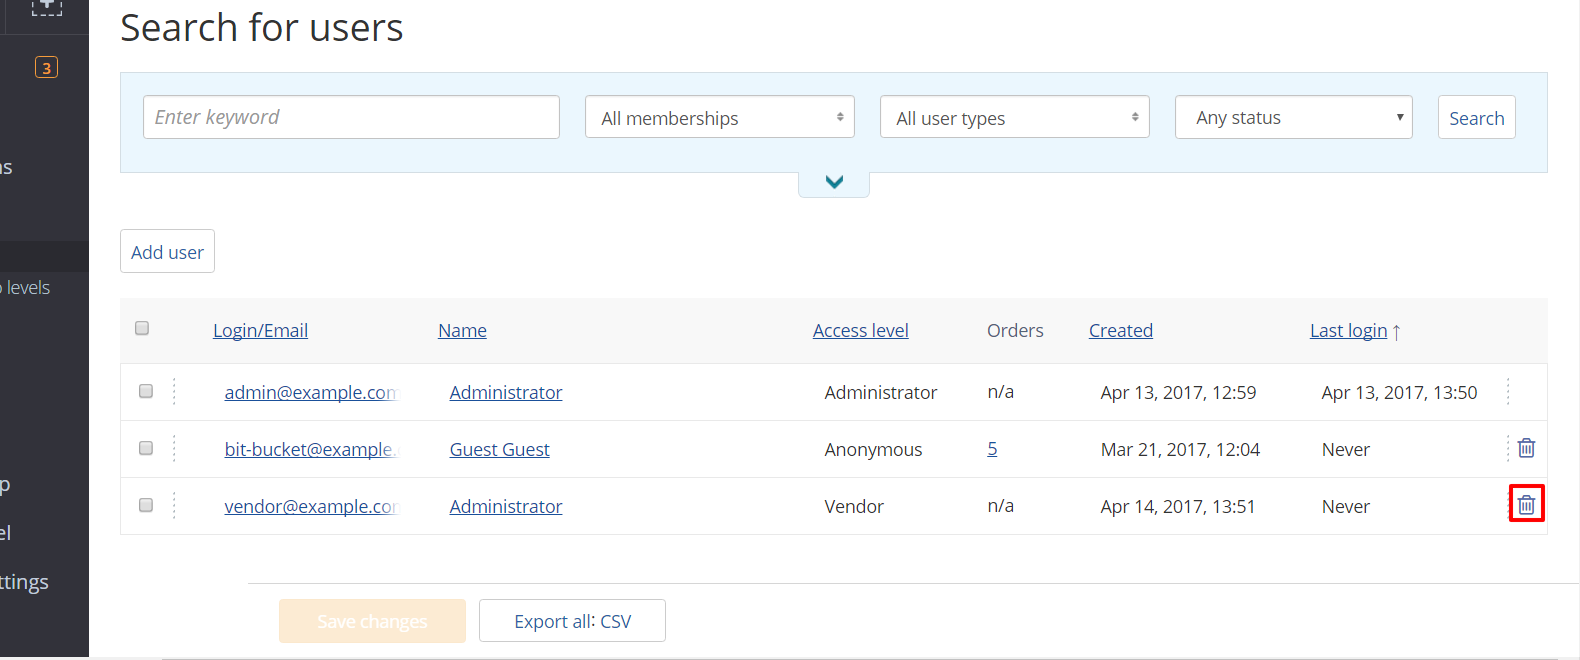 Search for users
3
Enter keyword All memberships All user types Any status Search
ns
Add user
levels
Login/Email Name Access level Orders Created Last login ↑
admin@example.com Administrator Administrator n/a Apr 13, 2017, 12:59 Apr 13, 2017, 13:50
bit-bucket@example. Guest Guest Anonymous 5 Mar 21, 2017, 12:04 Never
p
vendor@example.com Administrator Vendor n/a Apr 14, 2017, 13:51 Never
el
ttings
Save changes Export all: CSV